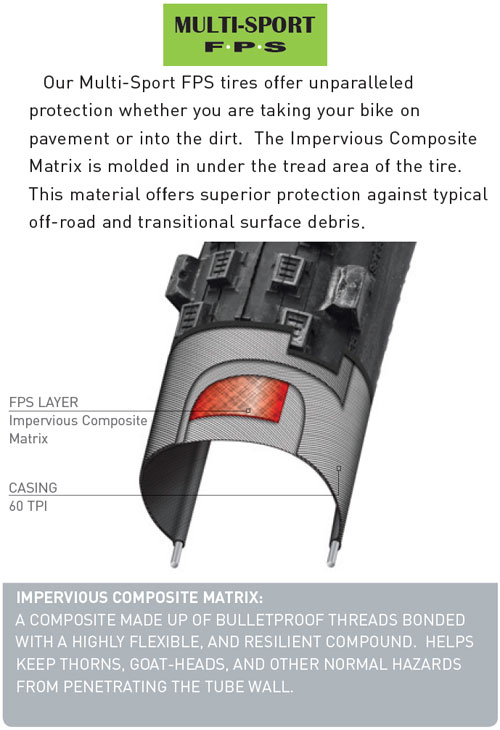 MULTI-SPORT
F·P·S
Our Multi-Sport FPS tires offer unparalleled
protection whether you are taking your bike on
pavement or into the dirt. The Impervious Composite
Matrix is molded in under the tread area of the tire.
This material offers superior protection against typical
off-road and transitional surface debris.
FPS LAYER
Impervious Composite
Matrix
CASING
60 TPI
IMPERVIOUS COMPOSITE MATRIX:
A COMPOSITE MADE UP OF BULLETPROOF THREADS BONDED
WITH A HIGHLY FLEXIBLE, AND RESILIENT COMPOUND. HELPS
KEEP THORNS, GOAT-HEADS, AND OTHER NORMAL HAZARDS
FROM PENETRATING THE TUBE WALL.